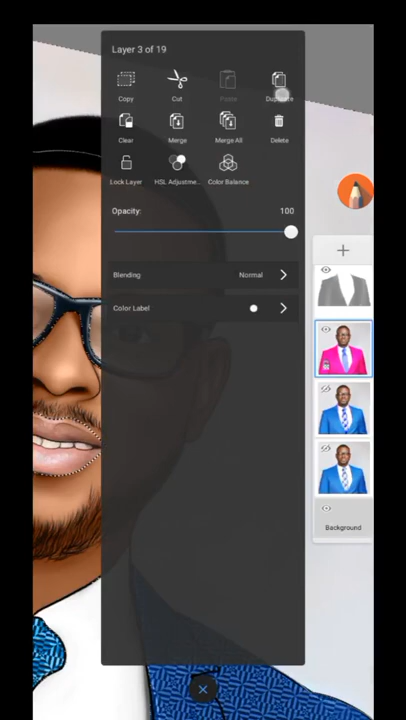 Layer 3 of 19
Copy Cut Paste Duplicate
Clear Merge Merge All Delete
Lock Layer HSL Adjustme.. Color Balance
Opacity: 100
Blending Normal
Color Label
Background